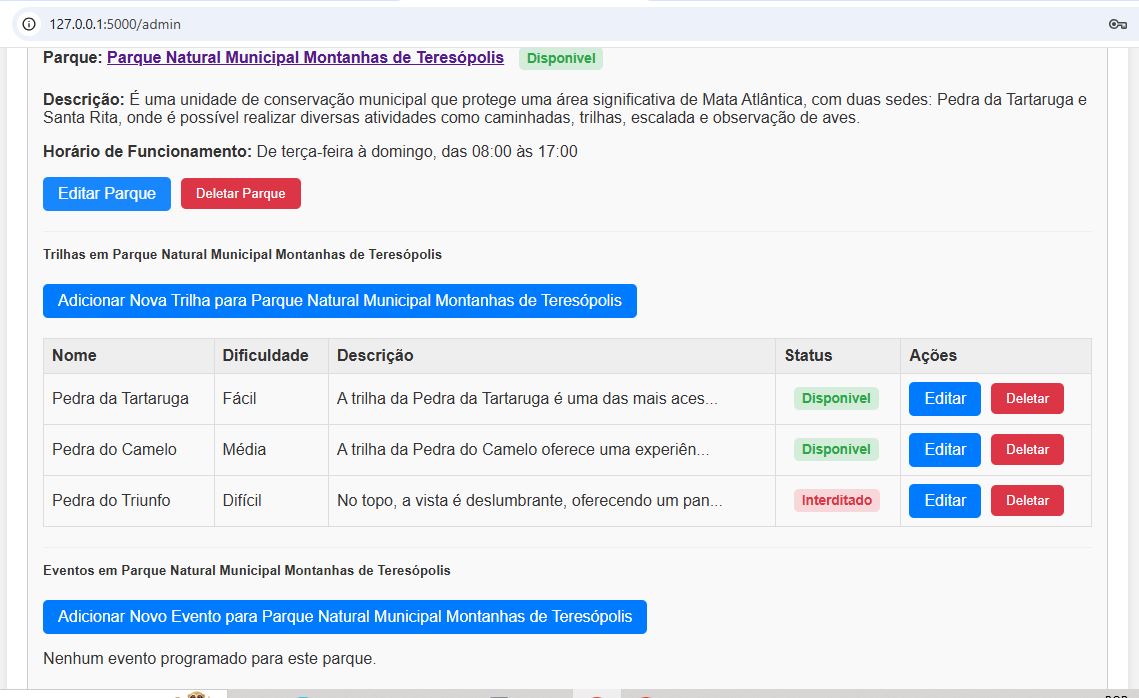 127.0.0.1:5000/admin
Parque: Parque Natural Municipal Montanhas de Teresópolis Disponivel
Descrição: É uma unidade de conservação municipal que protege uma área significativa de Mata Atlântica, com duas sedes: Pedra da Tartaruga e
Santa Rita, onde é possível realizar diversas atividades como caminhadas, trilhas, escalada e observação de aves.
Horário de Funcionamento: De terça-feira à domingo, das 08:00 às 17:00
Editar Parque Deletar Parque
Trilhas em Parque Natural Municipal Montanhas de Teresópolis
Adicionar Nova Trilha para Parque Natural Municipal Montanhas de Teresópolis
Nome Dificuldade Descrição Status Ações
Pedra da Tartaruga Fácil A trilha da Pedra da Tartaruga é uma das mais aces... Disponivel Editar Deletar
Pedra do Camelo Média A trilha da Pedra do Camelo oferece uma experiên... Disponivel Editar Deletar
Pedra do Triunfo Difícil No topo, a vista é deslumbrante, oferecendo um pan... Interditado Editar Deletar
Eventos em Parque Natural Municipal Montanhas de Teresópolis
Adicionar Novo Evento para Parque Natural Municipal Montanhas de Teresópolis
Nenhum evento programado para este parque.